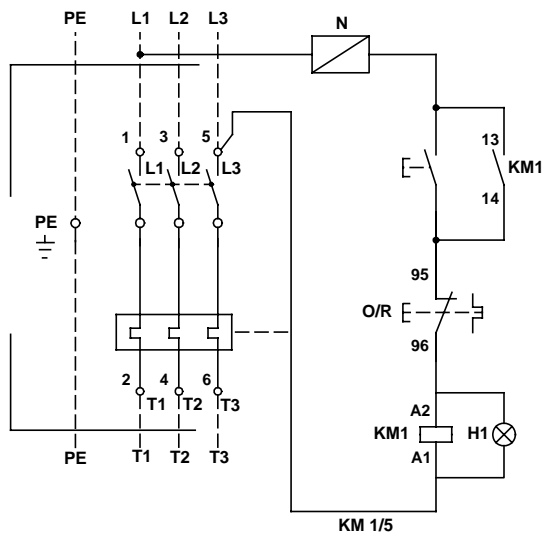 PE L1 L2 L3 N
1 3 5 13
L1 L2 L3 KM1
14
PE
95
O/R
96
2 4 6
T1 T2 T3 A2
KM1 H1
A1
PE T1 T2 T3
KM 1/5